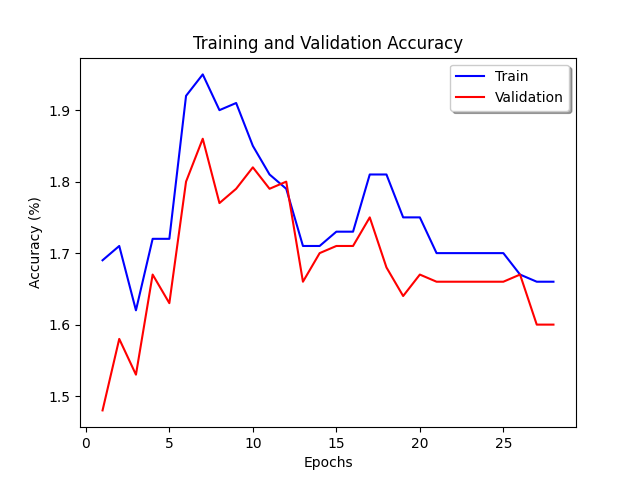 Training and Validation Accuracy
Train
Validation
Accuracy (%)
1.9
1.8
1.7
1.6
1.5
0 5 10 15 20 25
Epochs